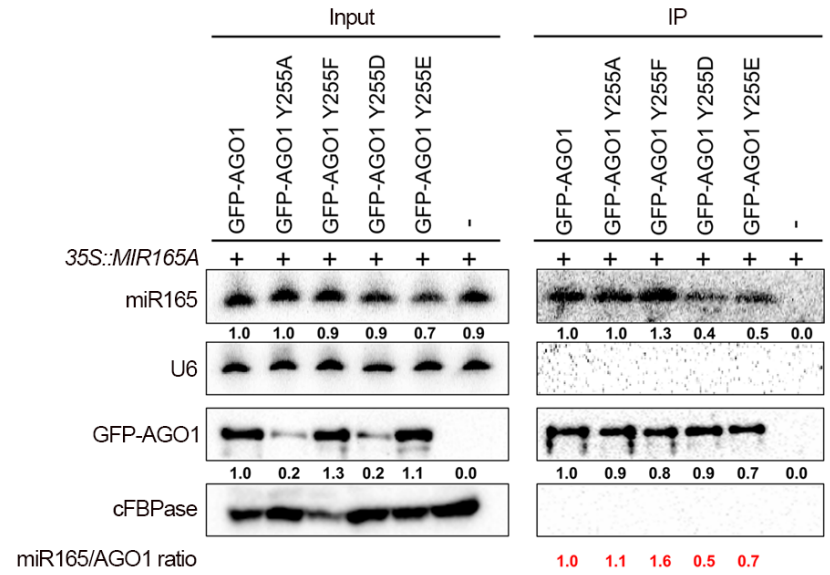 Input IP
GFP-AGO1 GFP-AGO1 Y255A GFP-AGO1 Y255F GFP-AGO1 Y255D GFP-AGO1 Y255E - GFP-AGO1 GFP-AGO1 Y255A GFP-AGO1 Y255F GFP-AGO1 Y255D GFP-AGO1 Y255E -
35S::MIR165A + + + + + + + + + + + +
miR165
1.0 1.0 0.9 0.9 0.7 0.9 1.0 1.0 1.3 0.4 0.5 0.0
U6
GFP-AGO1
1.0 0.2 1.3 0.2 1.1 0.0 1.0 0.9 0.8 0.9 0.7 0.0
cFBPase
miR165/AGO1 ratio 1.0 1.1 1.6 0.5 0.7